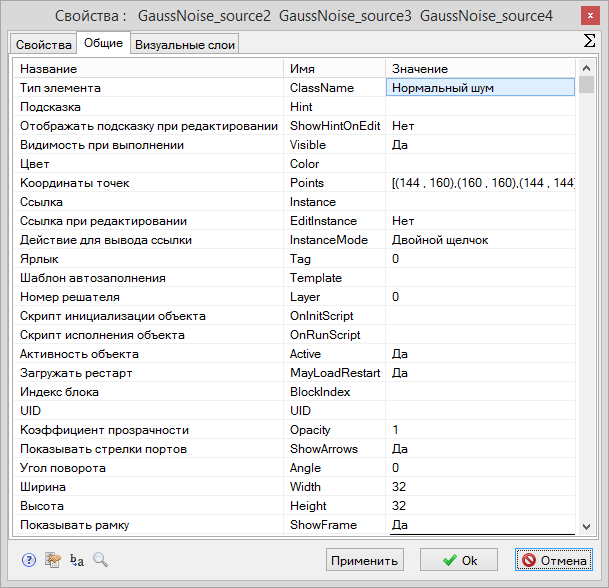 Свойства : GaussNoise_source2 GaussNoise_source3 GaussNoise_source4 x
Свойства Общие Визуальные слои Σ
Название Имя Значение
Тип элемента ClassName Нормальный шум
Подсказка Hint
Отображать подсказку при редактировании ShowHintOnEdit Нет
Видимость при выполнении Visible Да
Цвет Color
Координаты точек Points [(144 , 160),(160 , 160),(144 , 144)
Ссылка Instance
Ссылка при редактировании EditInstance Нет
Действие для вывода ссылки InstanceMode Двойной щелчок
Ярлык Tag 0
Шаблон автозаполнения Template
Номер решателя Layer 0
Скрипт инициализации объекта OnInitScript
Скрипт исполнения объекта OnRunScript
Активность объекта Active Да
Загружать рестарт MayLoadRestart Да
Индекс блока BlockIndex
UID UID
Коэффициент прозрачности Opacity 1
Показывать стрелки портов ShowArrows Да
Угол поворота Angle 0
Ширина Width 32
Высота Height 32
Показывать рамку ShowFrame Да
? ba Применить Ok Отмена